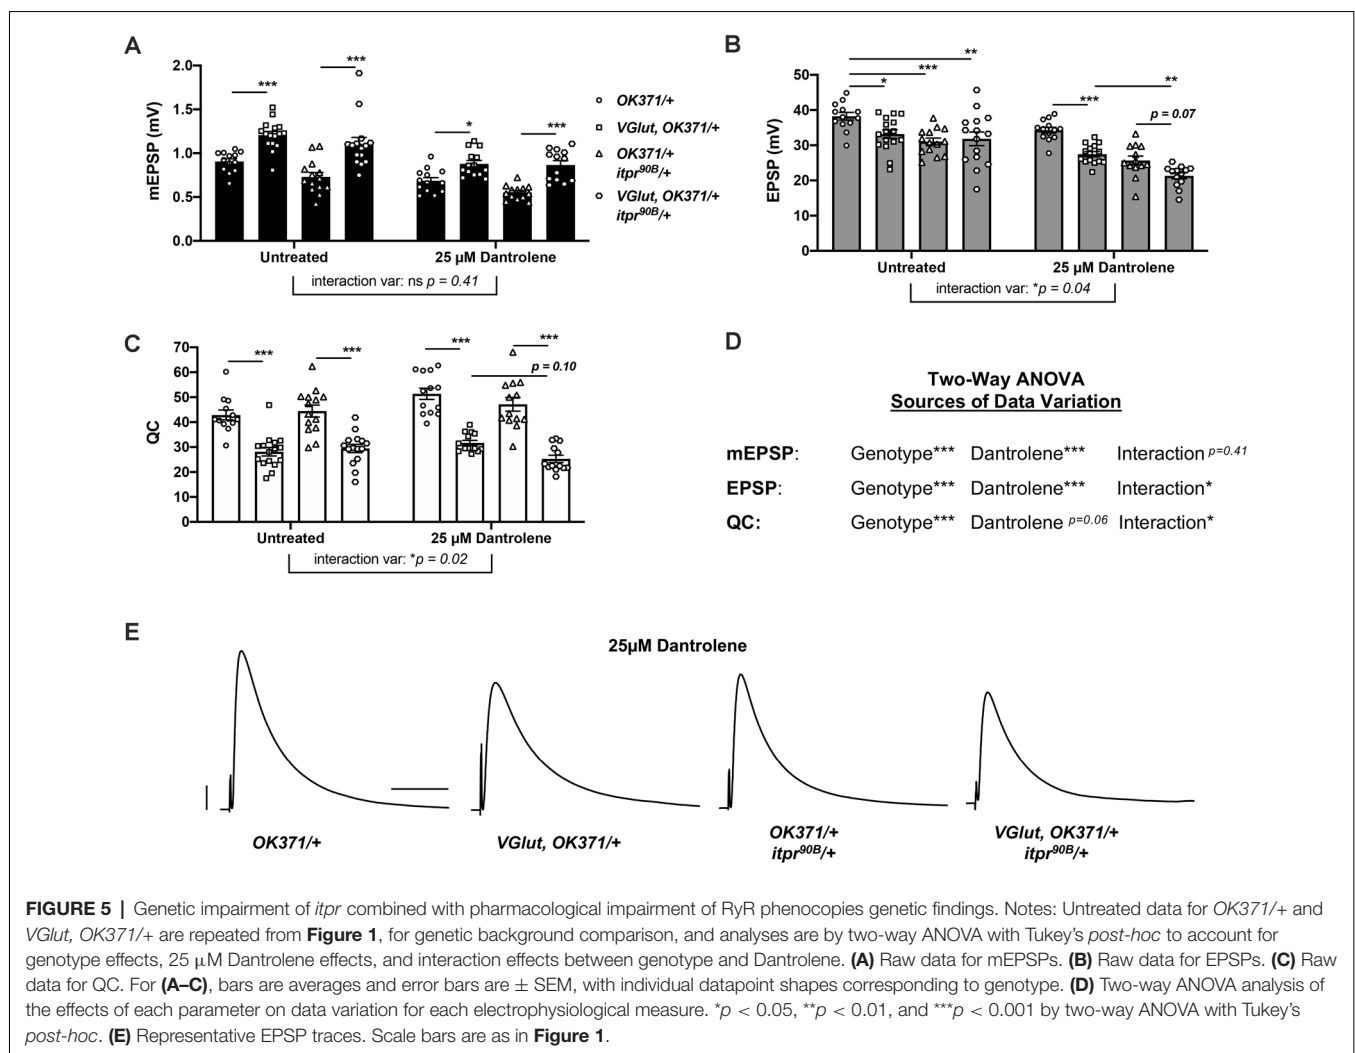 A
2.0
1.5
1.0
0.5
0.0
mEPSP (mV)
***
***
*
***
Untreated
25 µM Dantrolene
interaction var: ns p = 0.41
OK371/+
VGlut, OK371/+
OK371/+
itpr90B/+
VGlut, OK371/+
itpr90B/+
B
50
40
30
20
10
0
EPSP (mV)
**
***
*
**
***
p = 0.07
Untreated
25 µM Dantrolene
interaction var: *p = 0.04
C
70
60
50
40
30
20
10
0
QC
***
***
***
***
p = 0.10
Untreated
25 µM Dantrolene
interaction var: *p = 0.02
D
Two-Way ANOVA
Sources of Data Variation
mEPSP: Genotype*** Dantrolene*** Interaction p=0.41
EPSP: Genotype*** Dantrolene*** Interaction*
QC: Genotype*** Dantrolene p=0.06 Interaction*
E
25µM Dantrolene
OK371/+
VGlut, OK371/+
OK371/+
itpr90B/+
VGlut, OK371/+
itpr90B/+
FIGURE 5 | Genetic impairment of itpr combined with pharmacological impairment of RyR phenocopies genetic findings. Notes: Untreated data for OK371/+ and
VGlut, OK371/+ are repeated from Figure 1, for genetic background comparison, and analyses are by two-way ANOVA with Tukey's post-hoc to account for
genotype effects, 25 µM Dantrolene effects, and interaction effects between genotype and Dantrolene. (A) Raw data for mEPSPs. (B) Raw data for EPSPs. (C) Raw
data for QC. For (A–C), bars are averages and error bars are ± SEM, with individual datapoint shapes corresponding to genotype. (D) Two-way ANOVA analysis of
the effects of each parameter on data variation for each electrophysiological measure. *p < 0.05, **p < 0.01, and ***p < 0.001 by two-way ANOVA with Tukey's
post-hoc. (E) Representative EPSP traces. Scale bars are as in Figure 1.